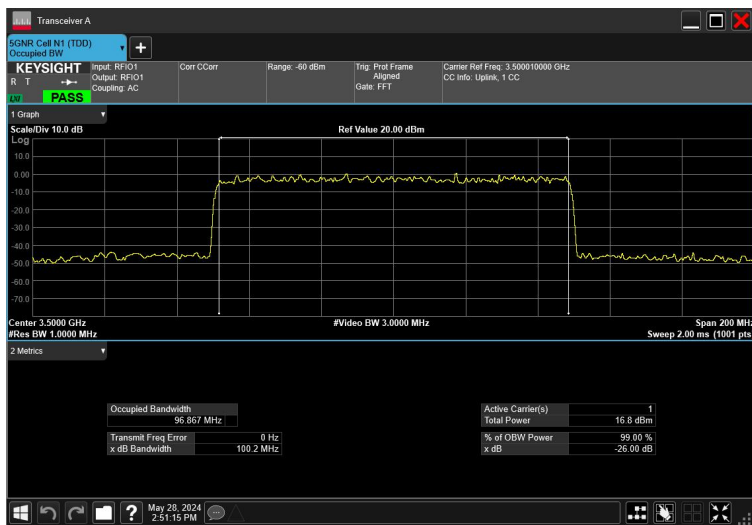 Transceiver A
5GNR Cell N1 (TDD)
Occupied BW
KEYSIGHT
R T
LXI
PASS
Input: RFIO1
Output: RFIO1
Coupling: AC
Corr CCorr
Range: -60 dBm
Trig: Prot Frame
Aligned
Gate: FFT
Carrier Ref Freq: 3.500010000 GHz
CC Info: Uplink, 1 CC
1 Graph
Scale/Div 10.0 dB
Ref Value 20.00 dBm
Log
10.0
0.00
-10.0
-20.0
-30.0
-40.0
-50.0
-60.0
-70.0
Center 3.5000 GHz
#Video BW 3.0000 MHz
Span 200 MHz
#Res BW 1.0000 MHz
Sweep 2.00 ms (1001 pts
2 Metrics
Occupied Bandwidth
96.867 MHz
Transmit Freq Error 0 Hz
x dB Bandwidth 100.2 MHz
Active Carrier(s) 1
Total Power 16.8 dBm
% of OBW Power 99.00 %
x dB -26.00 dB
?
May 28, 2024
2:51:15 PM